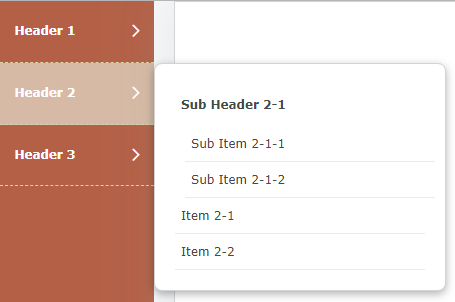 Header 1
Header 2
Header 3
Sub Header 2-1
Sub Item 2-1-1
Sub Item 2-1-2
Item 2-1
Item 2-2